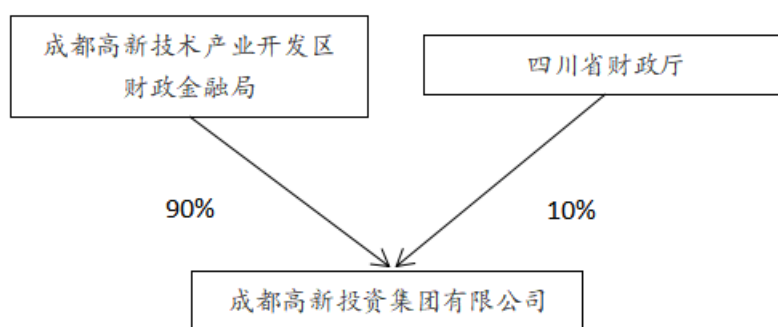 成都高新技术产业开发区
财政金融局
四川省财政厅
90%
10%
成都高新投资集团有限公司